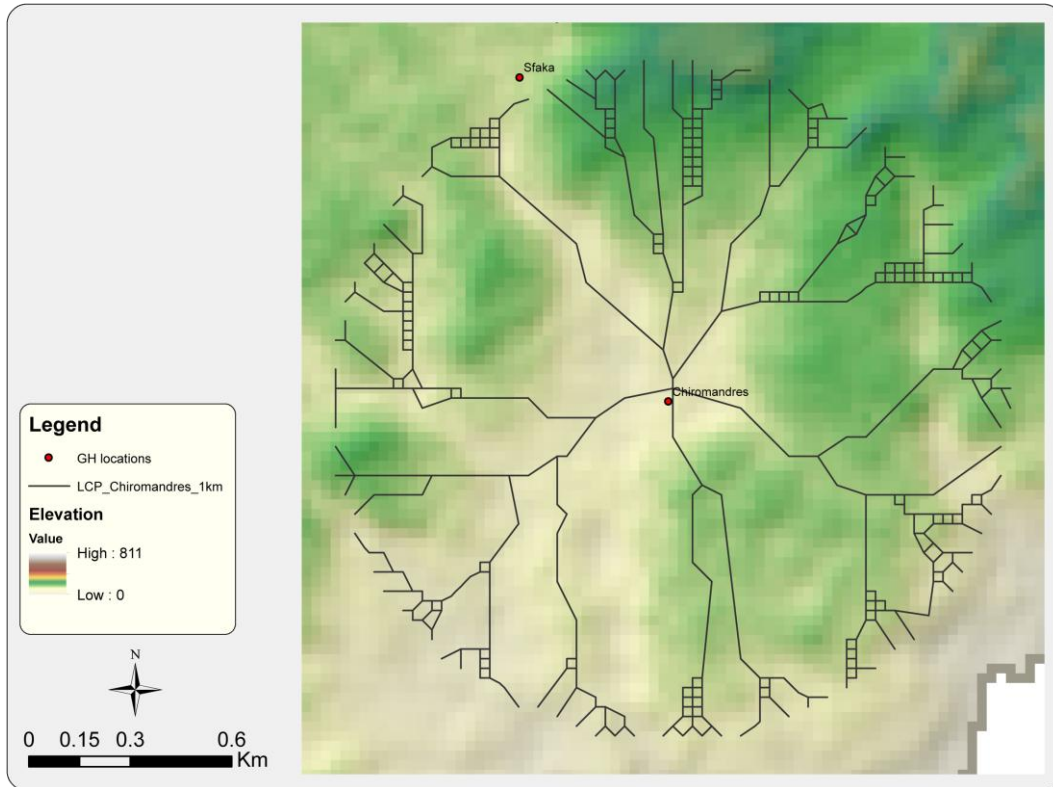 Sfaka
Chiromandres
Legend
GH locations
LCP_Chiromandres_1km
Elevation
Value
High : 811
Low : 0
N
0 0.15 0.3 0.6
Km